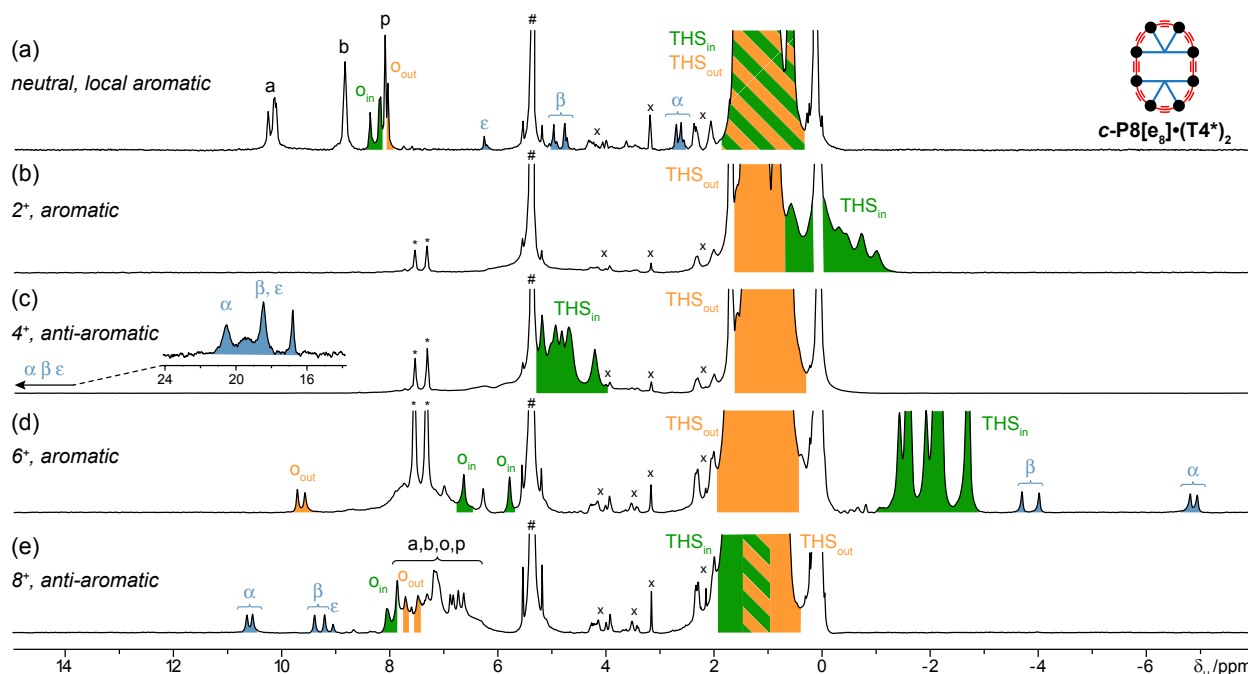 (a)
neutral, local aromatic
a
b
o_in
p
o_out
ε
#
β
x
x
α
x
THS_in
THS_out
c-P8[e₈]•(T4*)₂
(b)
2⁺, aromatic
*
*
#
x
x
x
THS_out
THS_in
(c)
4⁺, anti-aromatic
α
β, ε
α β ε
24
20
18
16
*
*
#
THS_in
x
x
x
THS_out
(d)
6⁺, aromatic
o_out
*
*
o_in
o_in
#
x
x
x
x
THS_out
THS_in
β
α
(e)
8⁺, anti-aromatic
α
β
ε
o_in
a,b,o,p
o_out
#
x
x
x
x
THS_in
THS_out
14
12
10
8
6
4
2
0
-2
-4
-6
/ppm